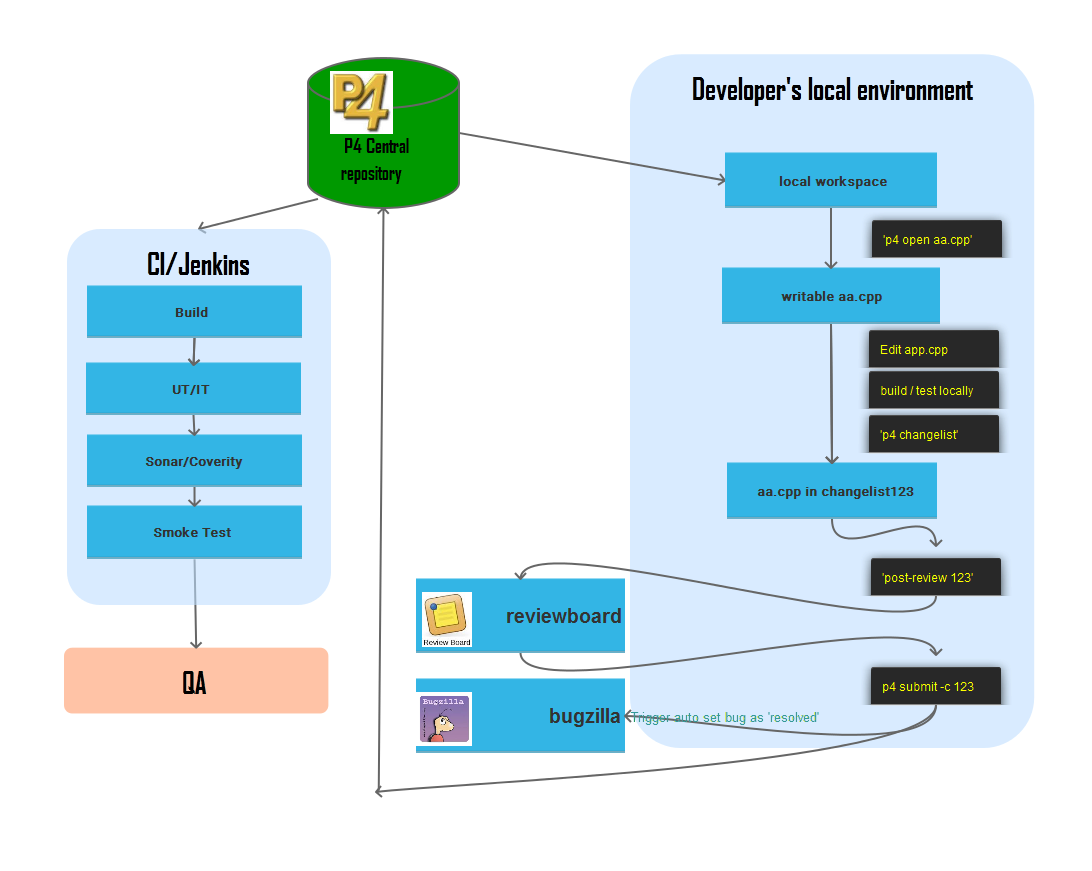 Developer's local environment
P4
P4 Central
repository
local workspace
'p4 open aa.cpp'
CI/Jenkins
writable aa.cpp
Build
Edit app.cpp
UT/IT
build / test locally
'p4 changelist'
Sonar/Coverity
aa.cpp in changelist123
Smoke Test
'post-review 123'
reviewboard
Review Board
QA
p4 submit -c 123
Bugzilla
bugzilla
Trigger auto set bug as 'resolved'